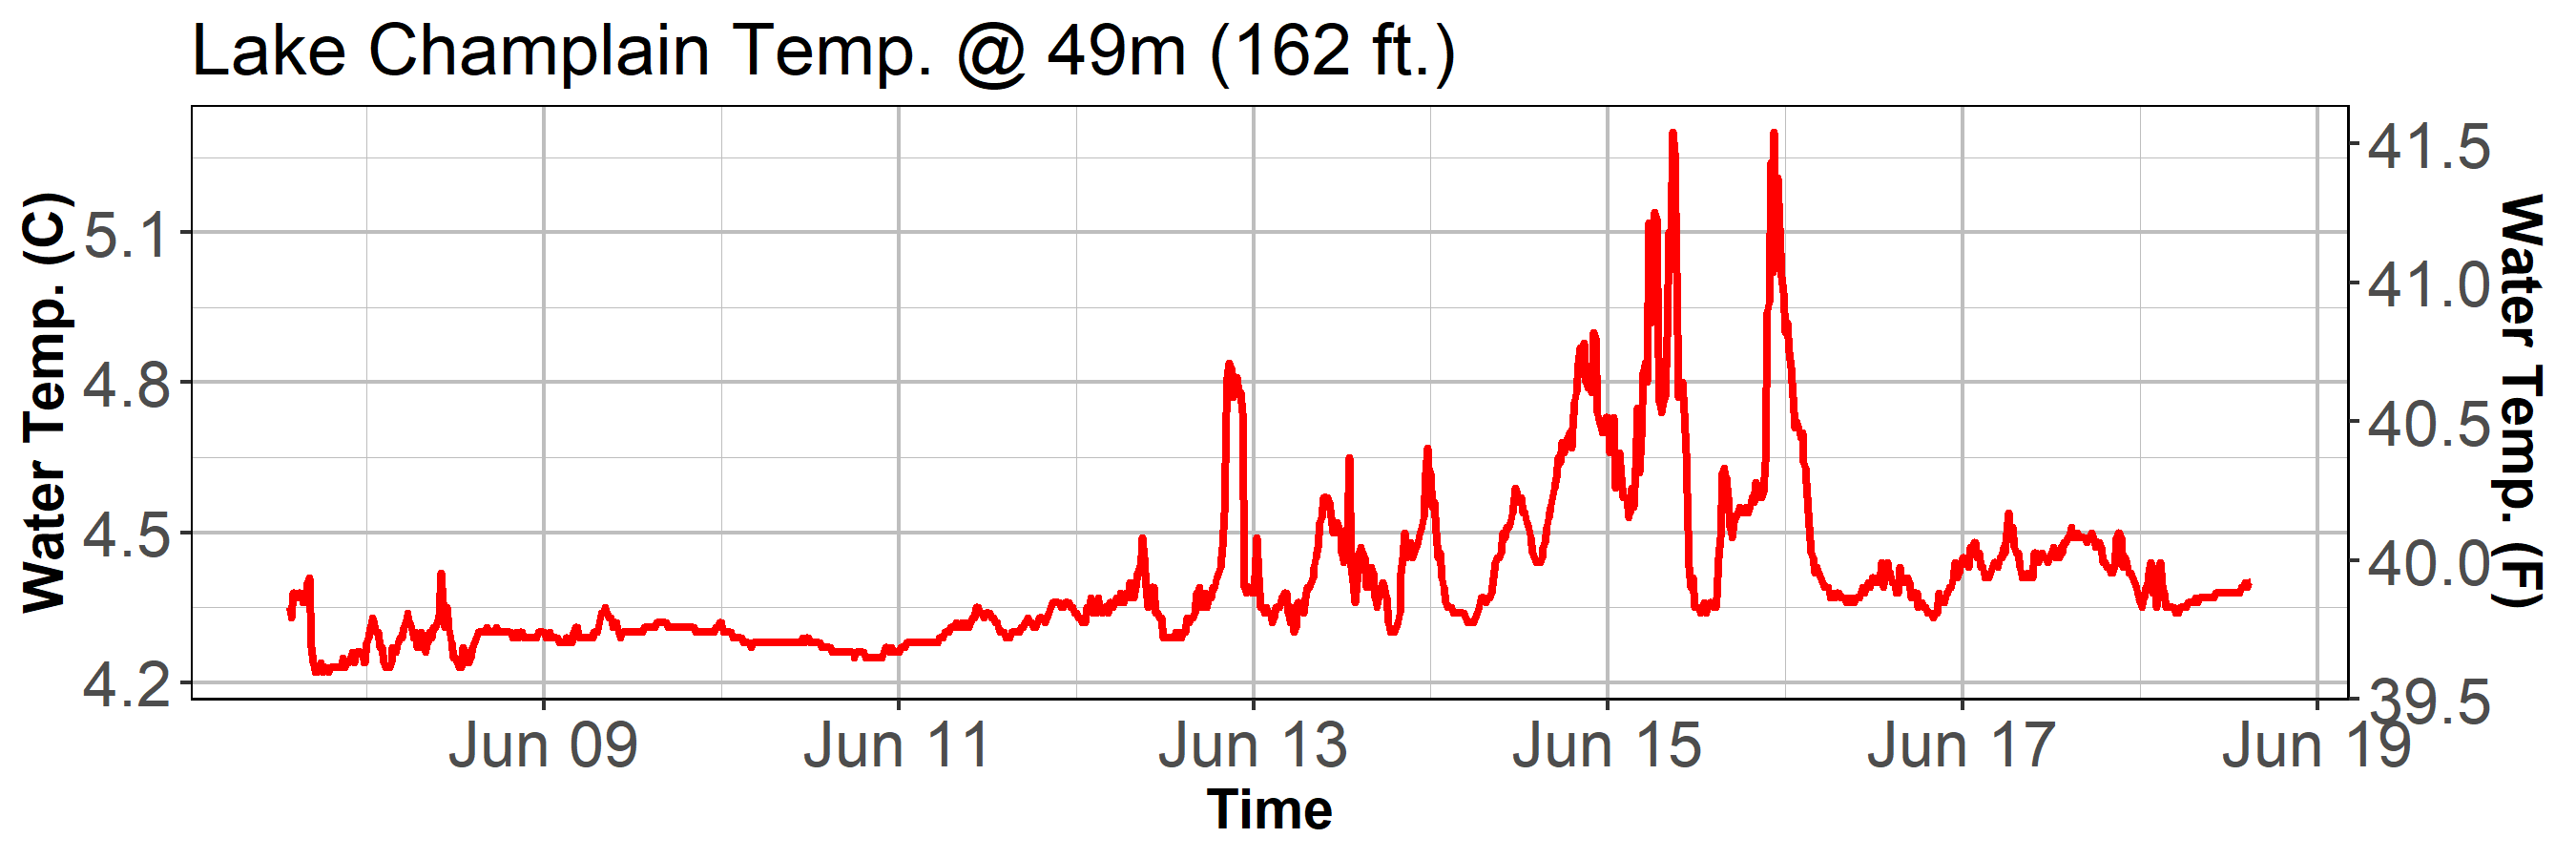 Lake Champlain Temp. @ 49m (162 ft.)
Water Temp. (C)
5.1
4.8
4.5
4.2
41.5
41.0
40.5
40.0
39.5
Water Temp. (F)
Jun 09
Jun 11
Jun 13
Jun 15
Jun 17
Jun 19
Time